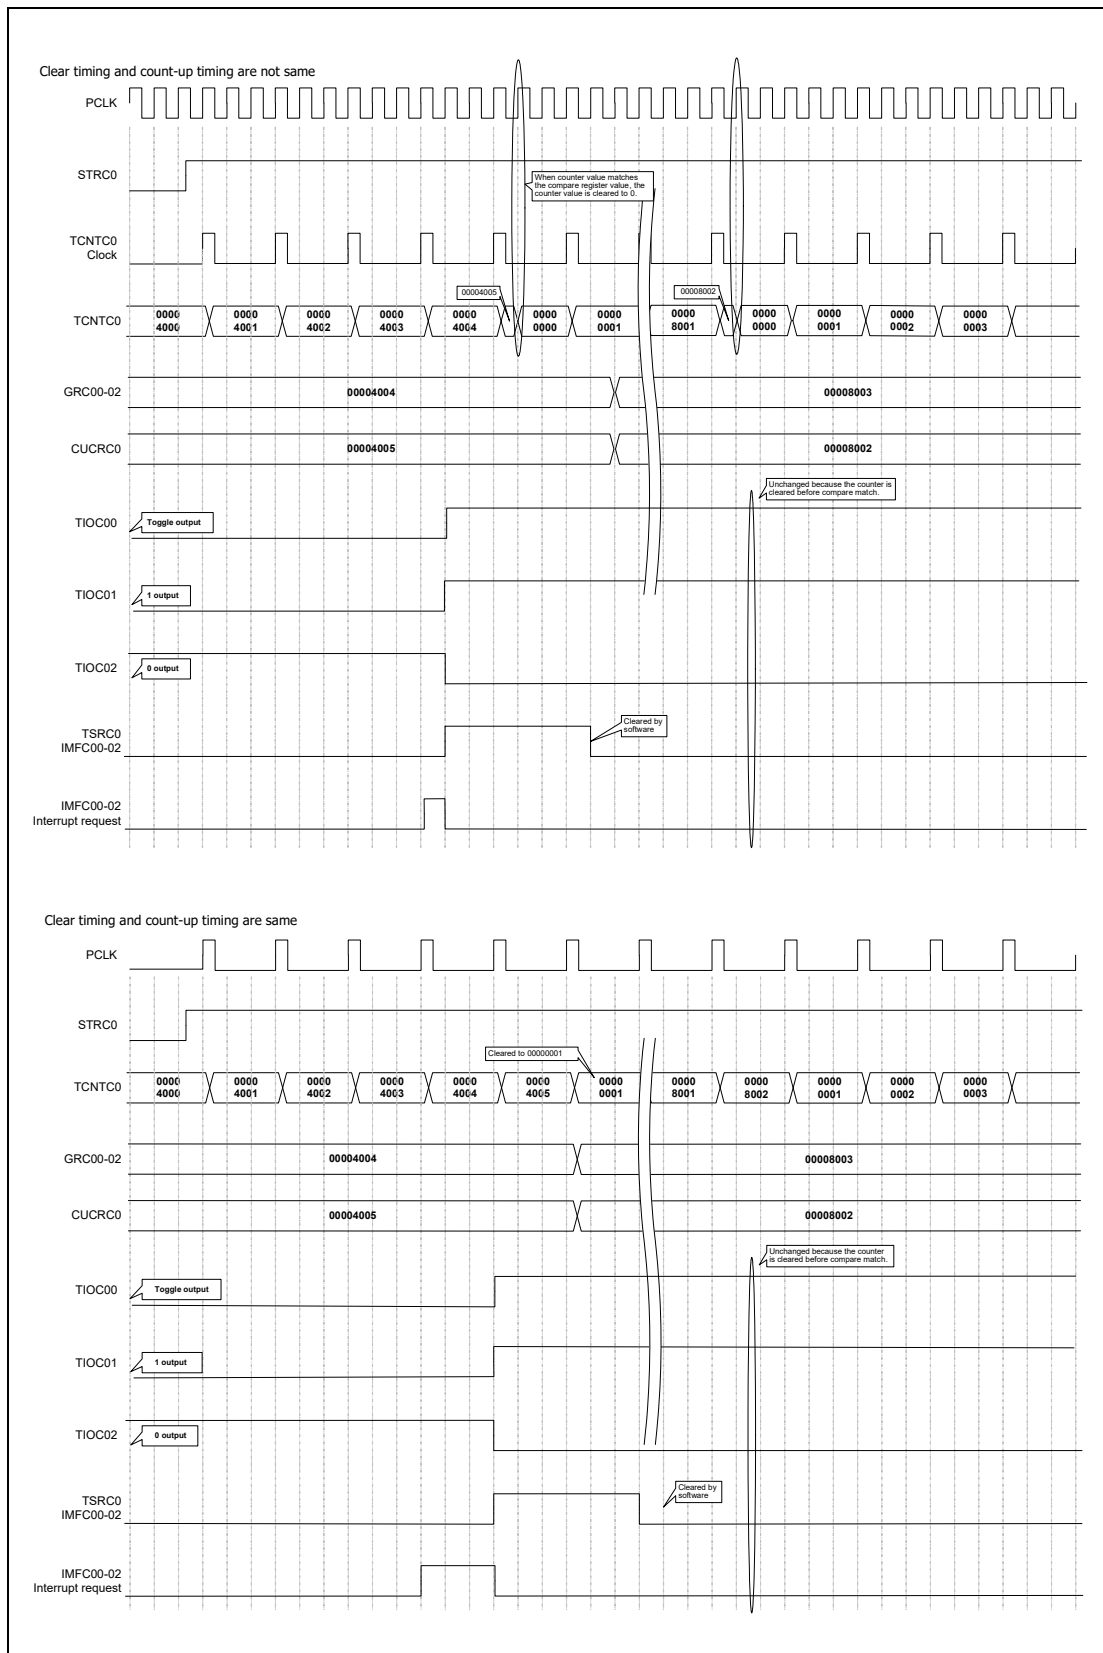 Clear timing and count-up timing are not same
PCLK
STRC0
When counter value matches
the compare register value, the
counter value is cleared to 0.
TCNTC0
Clock
00004005
00008002
TCNTC0
0000 0000 0000 0000 0000 0000 0000 0000 0000 0000 0000 0000
4000 4001 4002 4003 4004 0000 0001 8001 0000 0001 0002 0003
GRC00-02
00004004
00008003
CUCRC0
00004005
00008002
Unchanged because the counter is
cleared before compare match.
TIOC00
Toggle output
TIOC01
1 output
TIOC02
0 output
TSRC0
IMFC00-02
Cleared by
software
IMFC00-02
Interrupt request
Clear timing and count-up timing are same
PCLK
STRC0
Cleared to 00000001
TCNTC0
0000 0000 0000 0000 0000 0000 0000 0000 0000 0000 0000 0000
4000 4001 4002 4003 4004 4005 0001 8001 8002 0001 0002 0003
GRC00-02
00004004
00008003
CUCRC0
00004005
00008002
Unchanged because the counter
is cleared before compare match.
TIOC00
Toggle output
TIOC01
1 output
TIOC02
0 output
TSRC0
IMFC00-02
Cleared by
software
IMFC00-02
Interrupt request